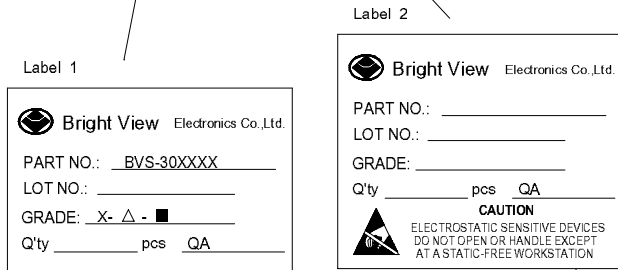 Label 1
Bright View Electronics Co.,Ltd.
PART NO.: BVS-30XXXX
LOT NO.:
GRADE: X- △ - ■
Q'ty pcs QA
Label 2
Bright View Electronics Co.,Ltd.
PART NO.:
LOT NO.:
GRADE:
Q'ty pcs QA
CAUTION
ELECTROSTATIC SENSITIVE DEVICES
DO NOT OPEN OR HANDLE EXCEPT
AT A STATIC-FREE WORKSTATION